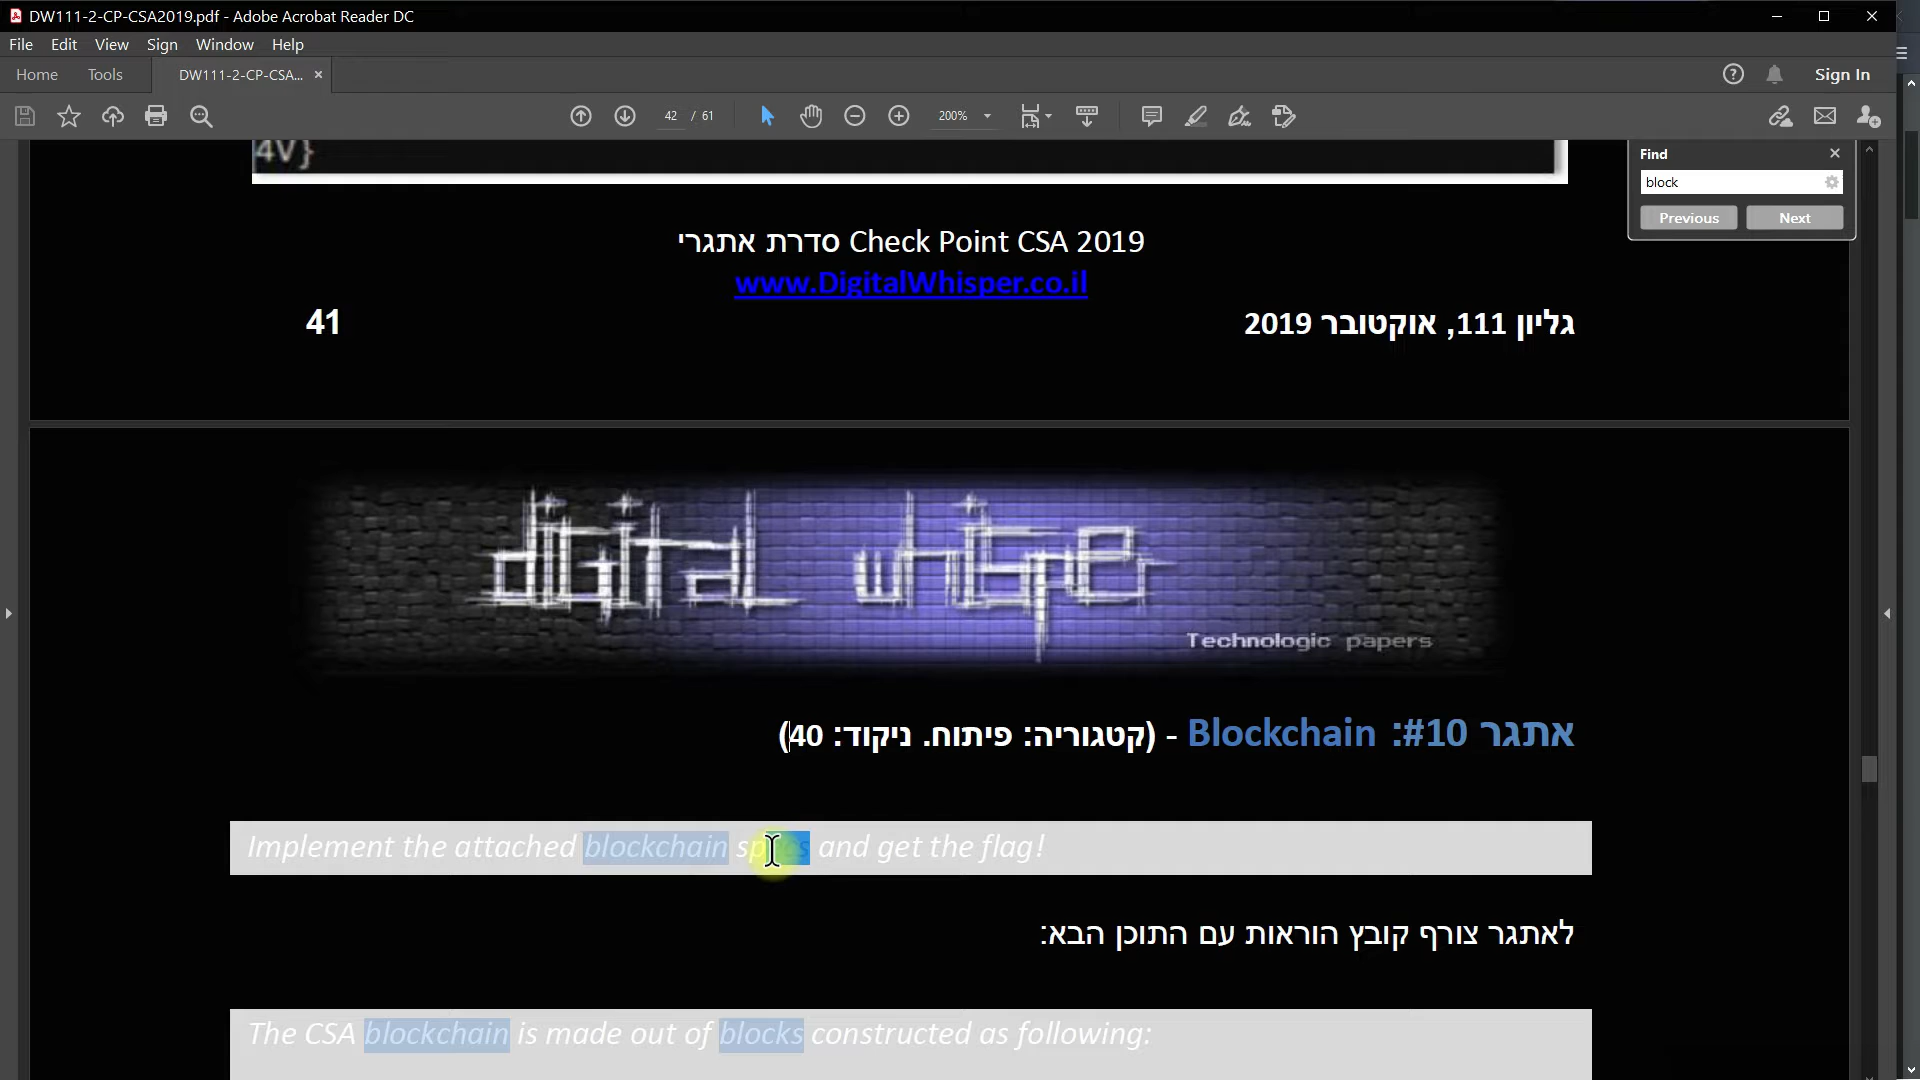 DW111-2-CP-CSA2019.pdf - Adobe Acrobat Reader DC
File Edit View Sign Window Help
Home Tools DW111-2-CP-CSA... × Sign In
42 / 61 200%
Find
block
Previous Next
4V}
סדרת אתגרי Check Point CSA 2019
www.DigitalWhisper.co.il
גליון 111, אוקטובר 2019
41
digital whisper
Technologic papers
אתגר #10: Blockchain - (קטגוריה: פיתוח. ניקוד: 40)
Implement the attached blockchain and get the flag!
לאתגר צורף קובץ הוראות עם התוכן הבא:
The CSA blockchain is made out of blocks constructed as following: